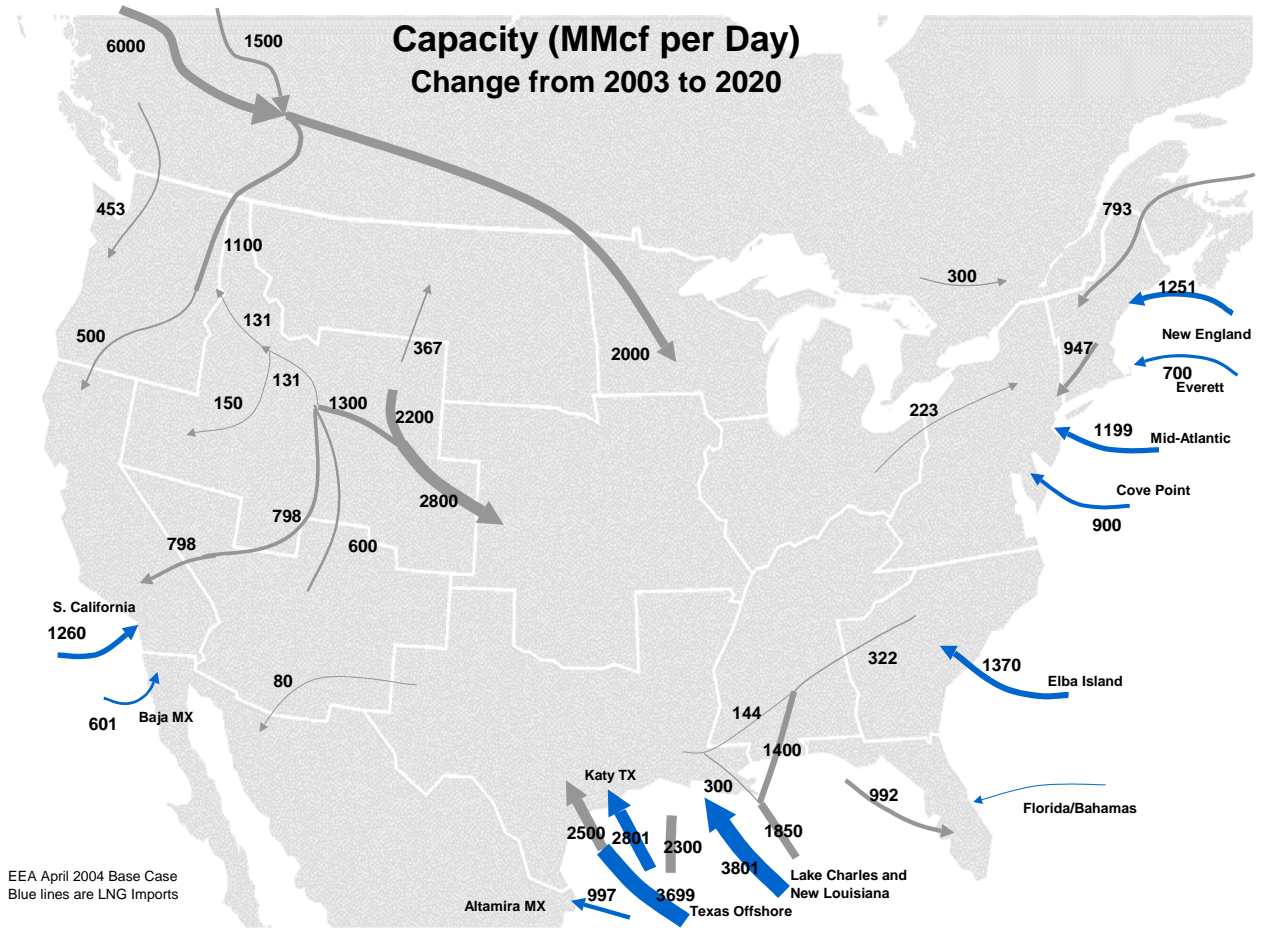 Capacity (MMcf per Day)
Change from 2003 to 2020
6000
1500
453
1100
793
300
1251
New England
500
131
367
2000
947
700
Everett
131
150
1300
2200
223
1199
Mid-Atlantic
2800
Cove Point
900
798
798
600
S. California
1260
322
1370
Elba Island
80
601
Baja MX
144
1400
Katy TX
300
992
Florida/Bahamas
2500
2801
2300
1850
3801
Lake Charles and
New Louisiana
EEA April 2004 Base Case
Blue lines are LNG Imports
997
3699
Altamira MX
Texas Offshore